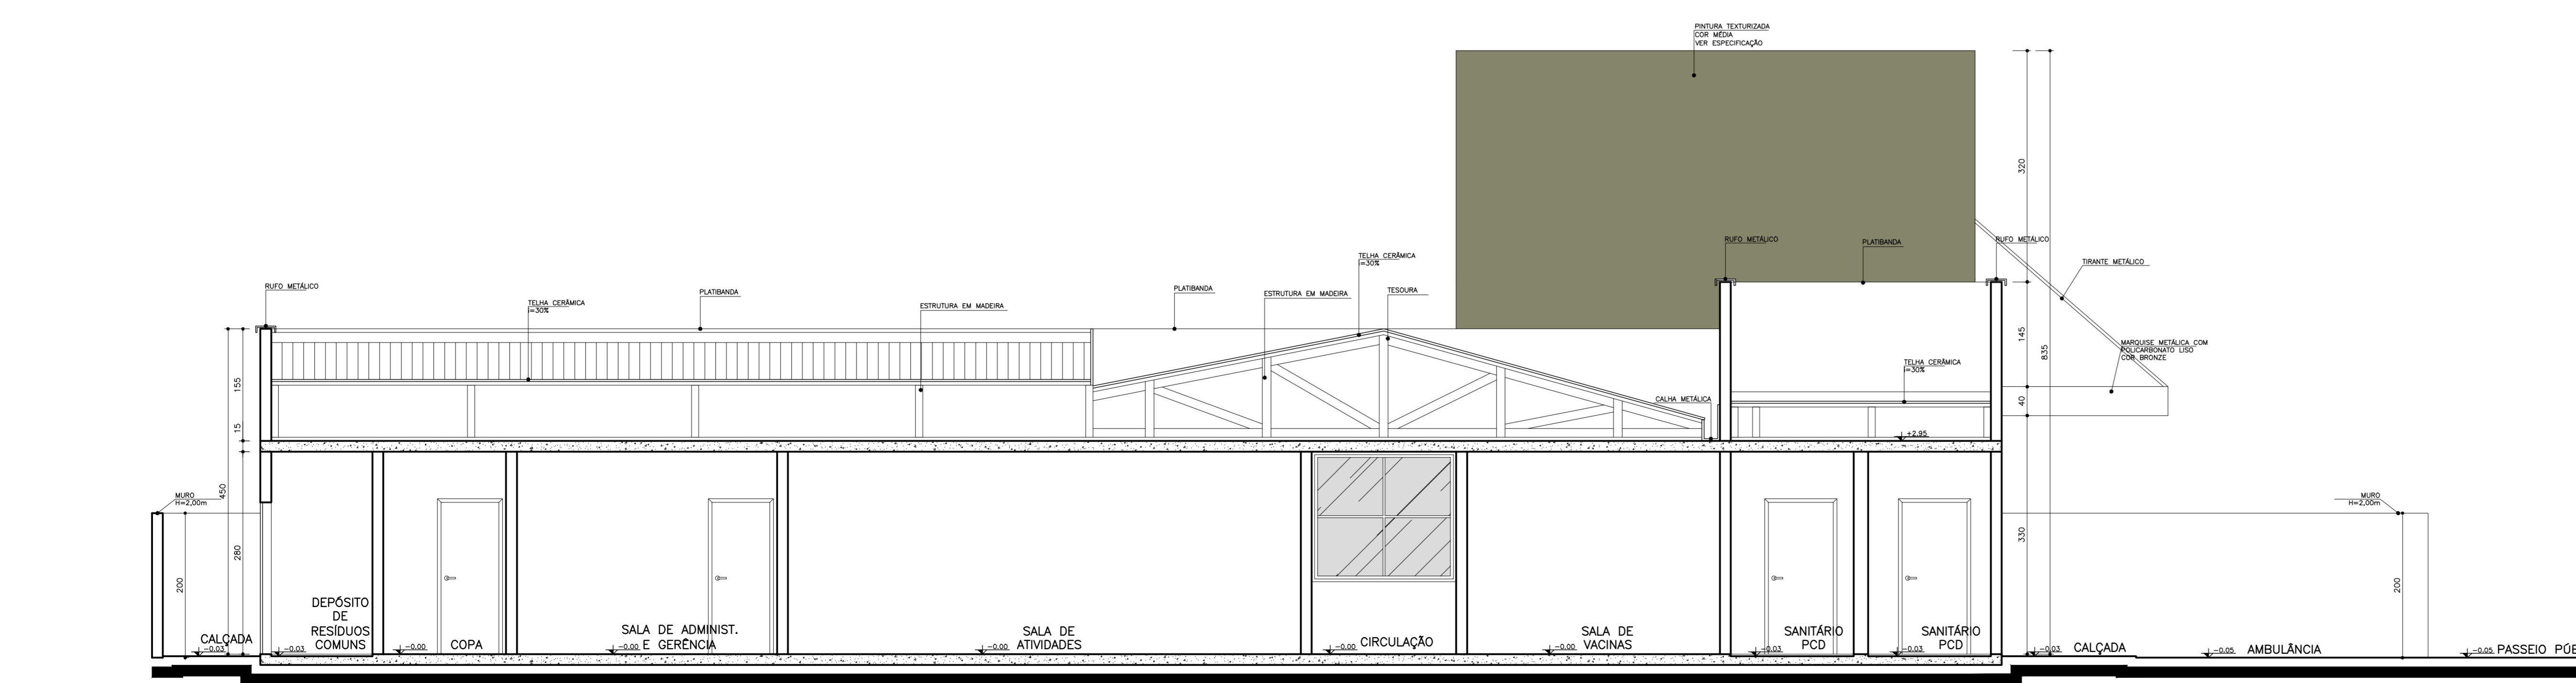 PINTURA TEXTURIZADA
COR MÉDIA
VER ESPECIFICAÇÃO
320
RUFO METÁLICO
PLATIBANDA
RUFO METÁLICO
TIRANTE METÁLICO
TELHA CERÂMICA
i=30%
RUFO METÁLICO
TELHA CERÂMICA
i=30%
PLATIBANDA
ESTRUTURA EM MADEIRA
PLATIBANDA
ESTRUTURA EM MADEIRA
TESOURA
145
835
MARQUISE METÁLICA COM
POLICARBONATO LISO
COR BRONZE
TELHA CERÂMICA
i=30%
CALHA METÁLICA
40
155
15
+2.95
450
280
MURO
H=2,00m
200
330
MURO
H=2,00m
200
CALÇADA
-0.03
DEPÓSITO
DE
RESÍDUOS
COMUNS
-0.03
-0.00
COPA
SALA DE ADMINIST.
E GERÊNCIA
-0.00
SALA DE
ATIVIDADES
-0.00
-0.00
CIRCULAÇÃO
SALA DE
VACINAS
-0.00
SANITÁRIO
PCD
-0.03
SANITÁRIO
PCD
-0.03
-0.03
CALÇADA
-0.05
AMBULÂNCIA
-0.05
PASSEIO